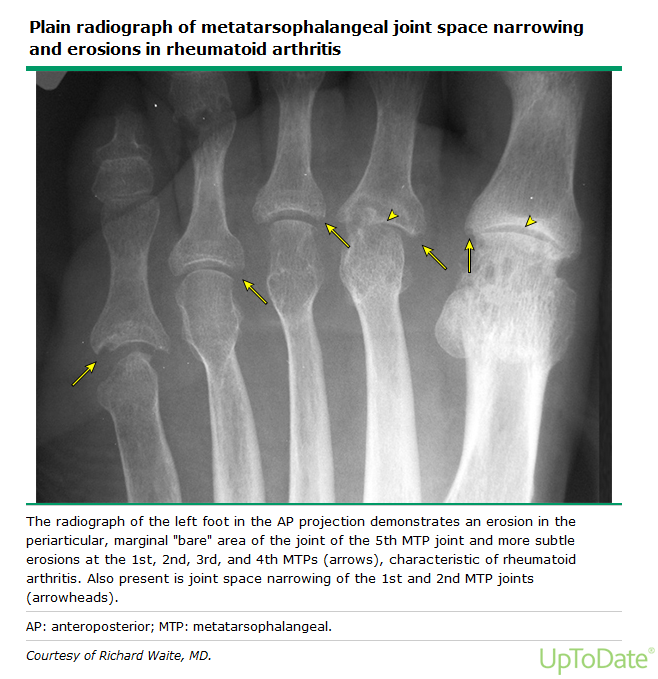 Plain radiograph of metatarsophalangeal joint space narrowing
and erosions in rheumatoid arthritis
The radiograph of the left foot in the AP projection demonstrates an erosion in the
periarticular, marginal "bare" area of the joint of the 5th MTP joint and more subtle
erosions at the 1st, 2nd, 3rd, and 4th MTPs (arrows), characteristic of rheumatoid
arthritis. Also present is joint space narrowing of the 1st and 2nd MTP joints
(arrowheads).
AP: anteroposterior; MTP: metatarsophalangeal.
Courtesy of Richard Waite, MD.
UpToDate®